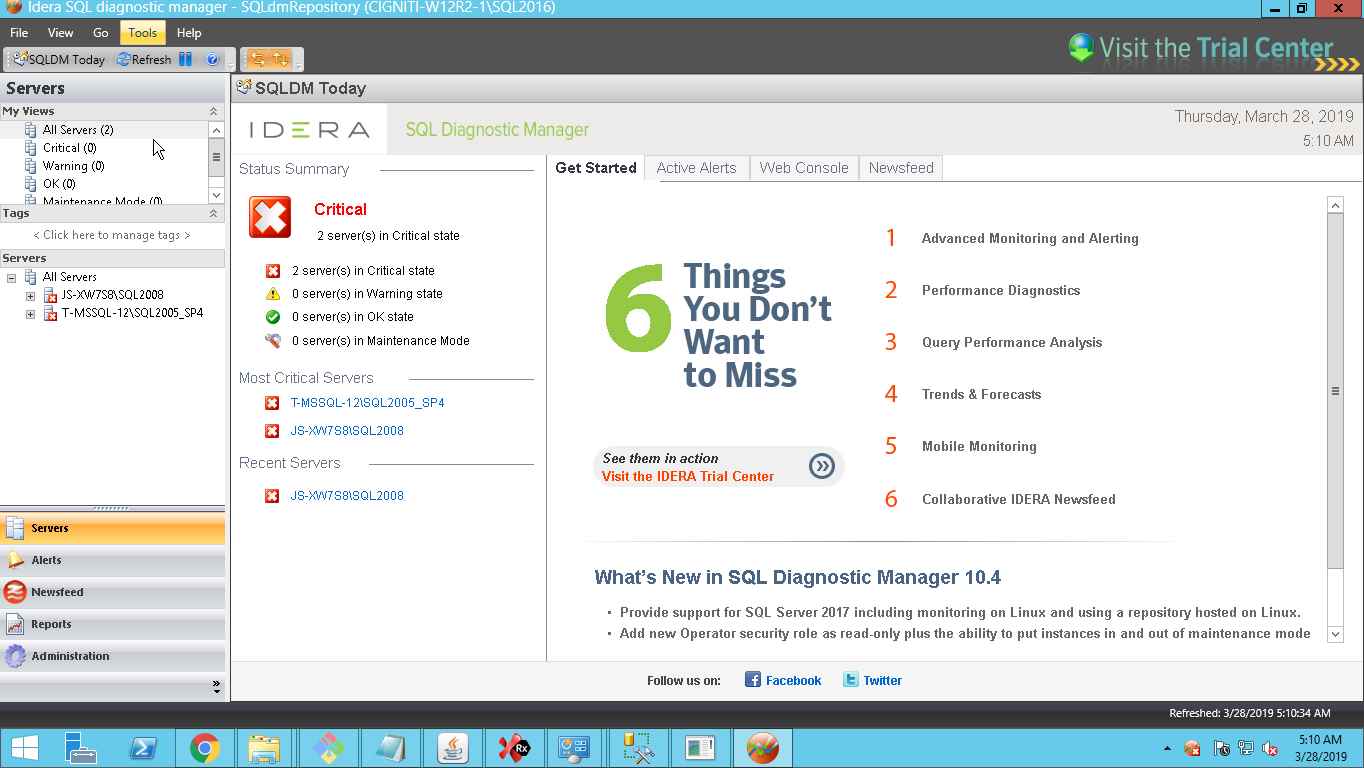 Idera SQL diagnostic manager - SQLdmRepository (CIGNITI-W12R2-1\SQL2016)
File View Go Tools Help
SQLDM Today Refresh
Visit the Trial Center
Servers
My Views
All Servers (2)
Critical (0)
Warning (0)
OK (0)
Maintenance Mode (0)
Tags
< Click here to manage tags >
Servers
All Servers
JS-XW7S8\SQL2008
T-MSSQL-12\SQL2005_SP4
Servers
Alerts
Newsfeed
Reports
Administration
SQLDM Today
IDERA SQL Diagnostic Manager
Thursday, March 28, 2019
5:10 AM
Status Summary
Critical
2 server(s) in Critical state
2 server(s) in Critical state
0 server(s) in Warning state
0 server(s) in OK state
0 server(s) in Maintenance Mode
Most Critical Servers
T-MSSQL-12\SQL2005_SP4
JS-XW7S8\SQL2008
Recent Servers
JS-XW7S8\SQL2008
Get Started Active Alerts Web Console Newsfeed
6 Things
You Don't
Want
to Miss
See them in action
Visit the IDERA Trial Center
1 Advanced Monitoring and Alerting
2 Performance Diagnostics
3 Query Performance Analysis
4 Trends & Forecasts
5 Mobile Monitoring
6 Collaborative IDERA Newsfeed
What's New in SQL Diagnostic Manager 10.4
• Provide support for SQL Server 2017 including monitoring on Linux and using a repository hosted on Linux.
• Add new Operator security role as read-only plus the ability to put instances in and out of maintenance mode
Follow us on: Facebook Twitter
Refreshed: 3/28/2019 5:10:34 AM
Rx
5:10 AM
3/28/2019